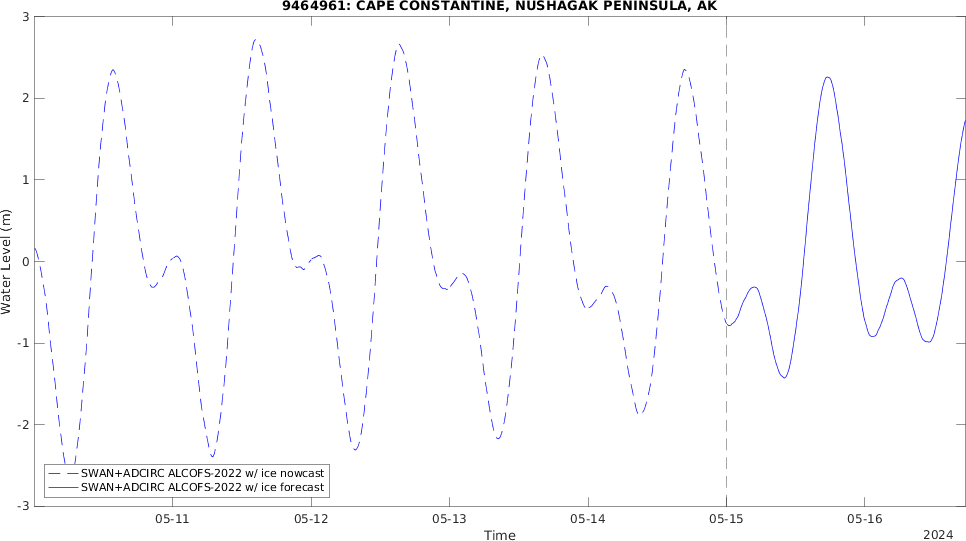 9464961: CAPE CONSTANTINE, NUSHAGAK PENINSULA, AK
3
2
1
0
-1
-2
-3
Water Level (m)
SWAN+ADCIRC ALCOFS-2022 w/ ice nowcast
SWAN+ADCIRC ALCOFS-2022 w/ ice forecast
05-11
05-12
05-13
05-14
05-15
05-16
Time
2024